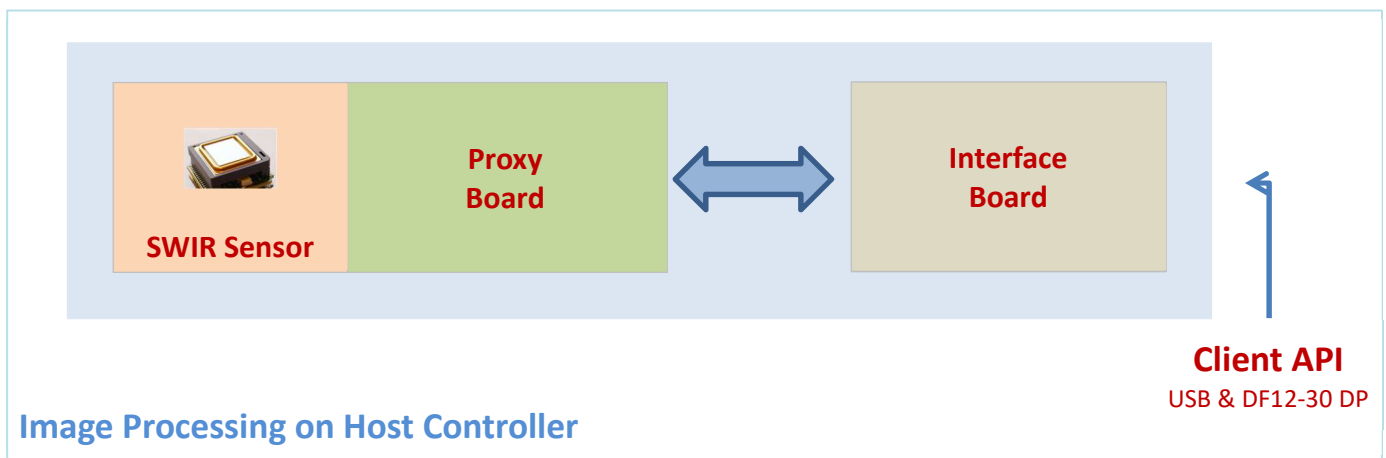 Proxy
Board
SWIR Sensor
Interface
Board
Client API
USB & DF12-30 DP
Image Processing on Host Controller